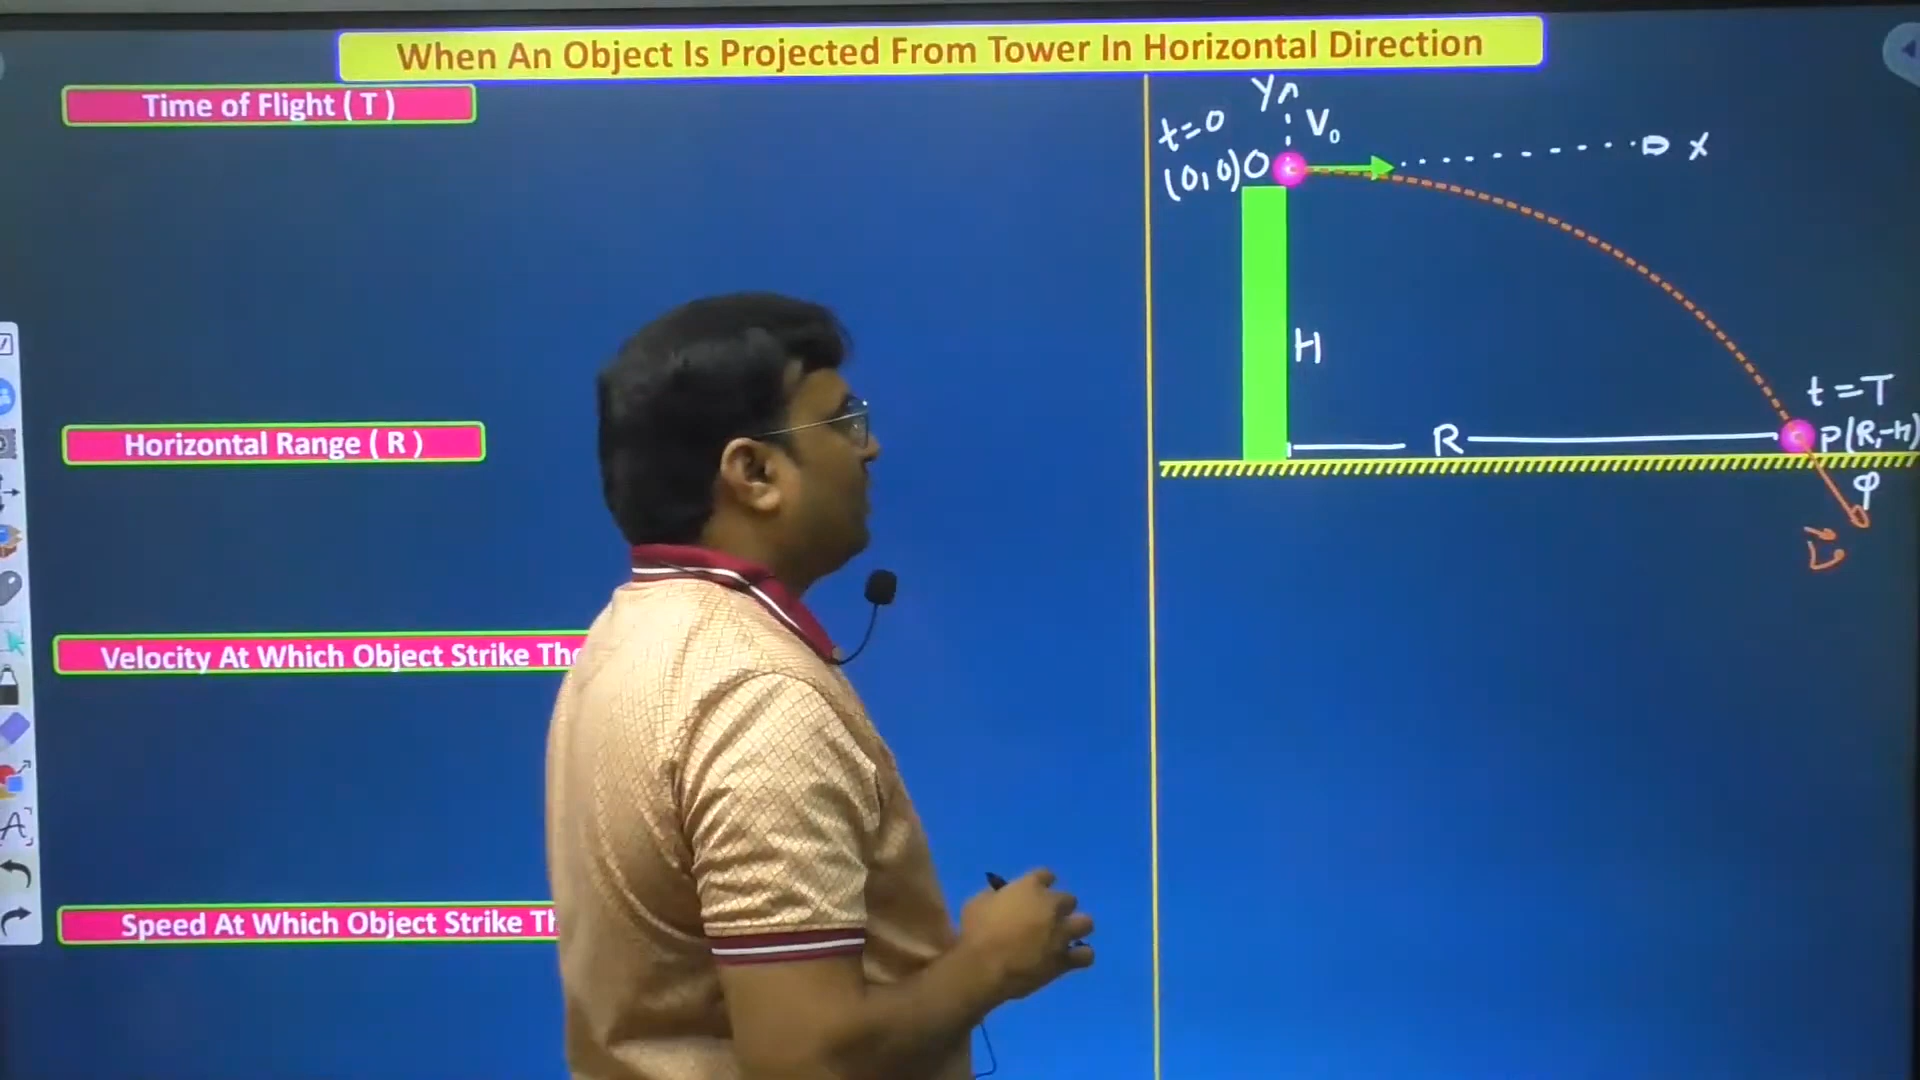 When An Object Is Projected From Tower In Horizontal Direction
Time of Flight ( T )
Horizontal Range ( R )
Velocity At Which Object Strike The
Speed At Which Object Strike Th
Y
t=0
V₀
(0,0) O
X
H
R
t=T
P(R,-H)
φ
v⃗